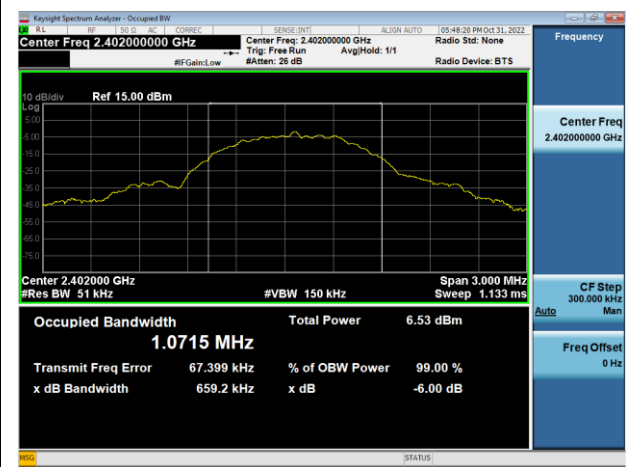 Keysight Spectrum Analyzer - Occupied BW
RL RF 50 Ω AC CORREC SENSE:INT ALIGN AUTO 05:48:20 PM Oct 31, 2022
Center Freq 2.402000000 GHz
#IFGain:Low
Center Freq: 2.402000000 GHz
Trig: Free Run Avg|Hold: 1/1
#Atten: 26 dB
Radio Std: None
Radio Device: BTS
Frequency
10 dB/div Ref 15.00 dBm
Log
5.00
-5.00
-15.0
-25.0
-35.0
-45.0
-55.0
-65.0
-75.0
Center 2.402000 GHz Span 3.000 MHz
#Res BW 51 kHz #VBW 150 kHz Sweep 1.133 ms
Occupied Bandwidth Total Power 6.53 dBm
1.0715 MHz
Transmit Freq Error 67.399 kHz % of OBW Power 99.00 %
x dB Bandwidth 659.2 kHz x dB -6.00 dB
Center Freq
2.402000000 GHz
CF Step
300.000 kHz
Auto Man
Freq Offset
0 Hz
MSG STATUS